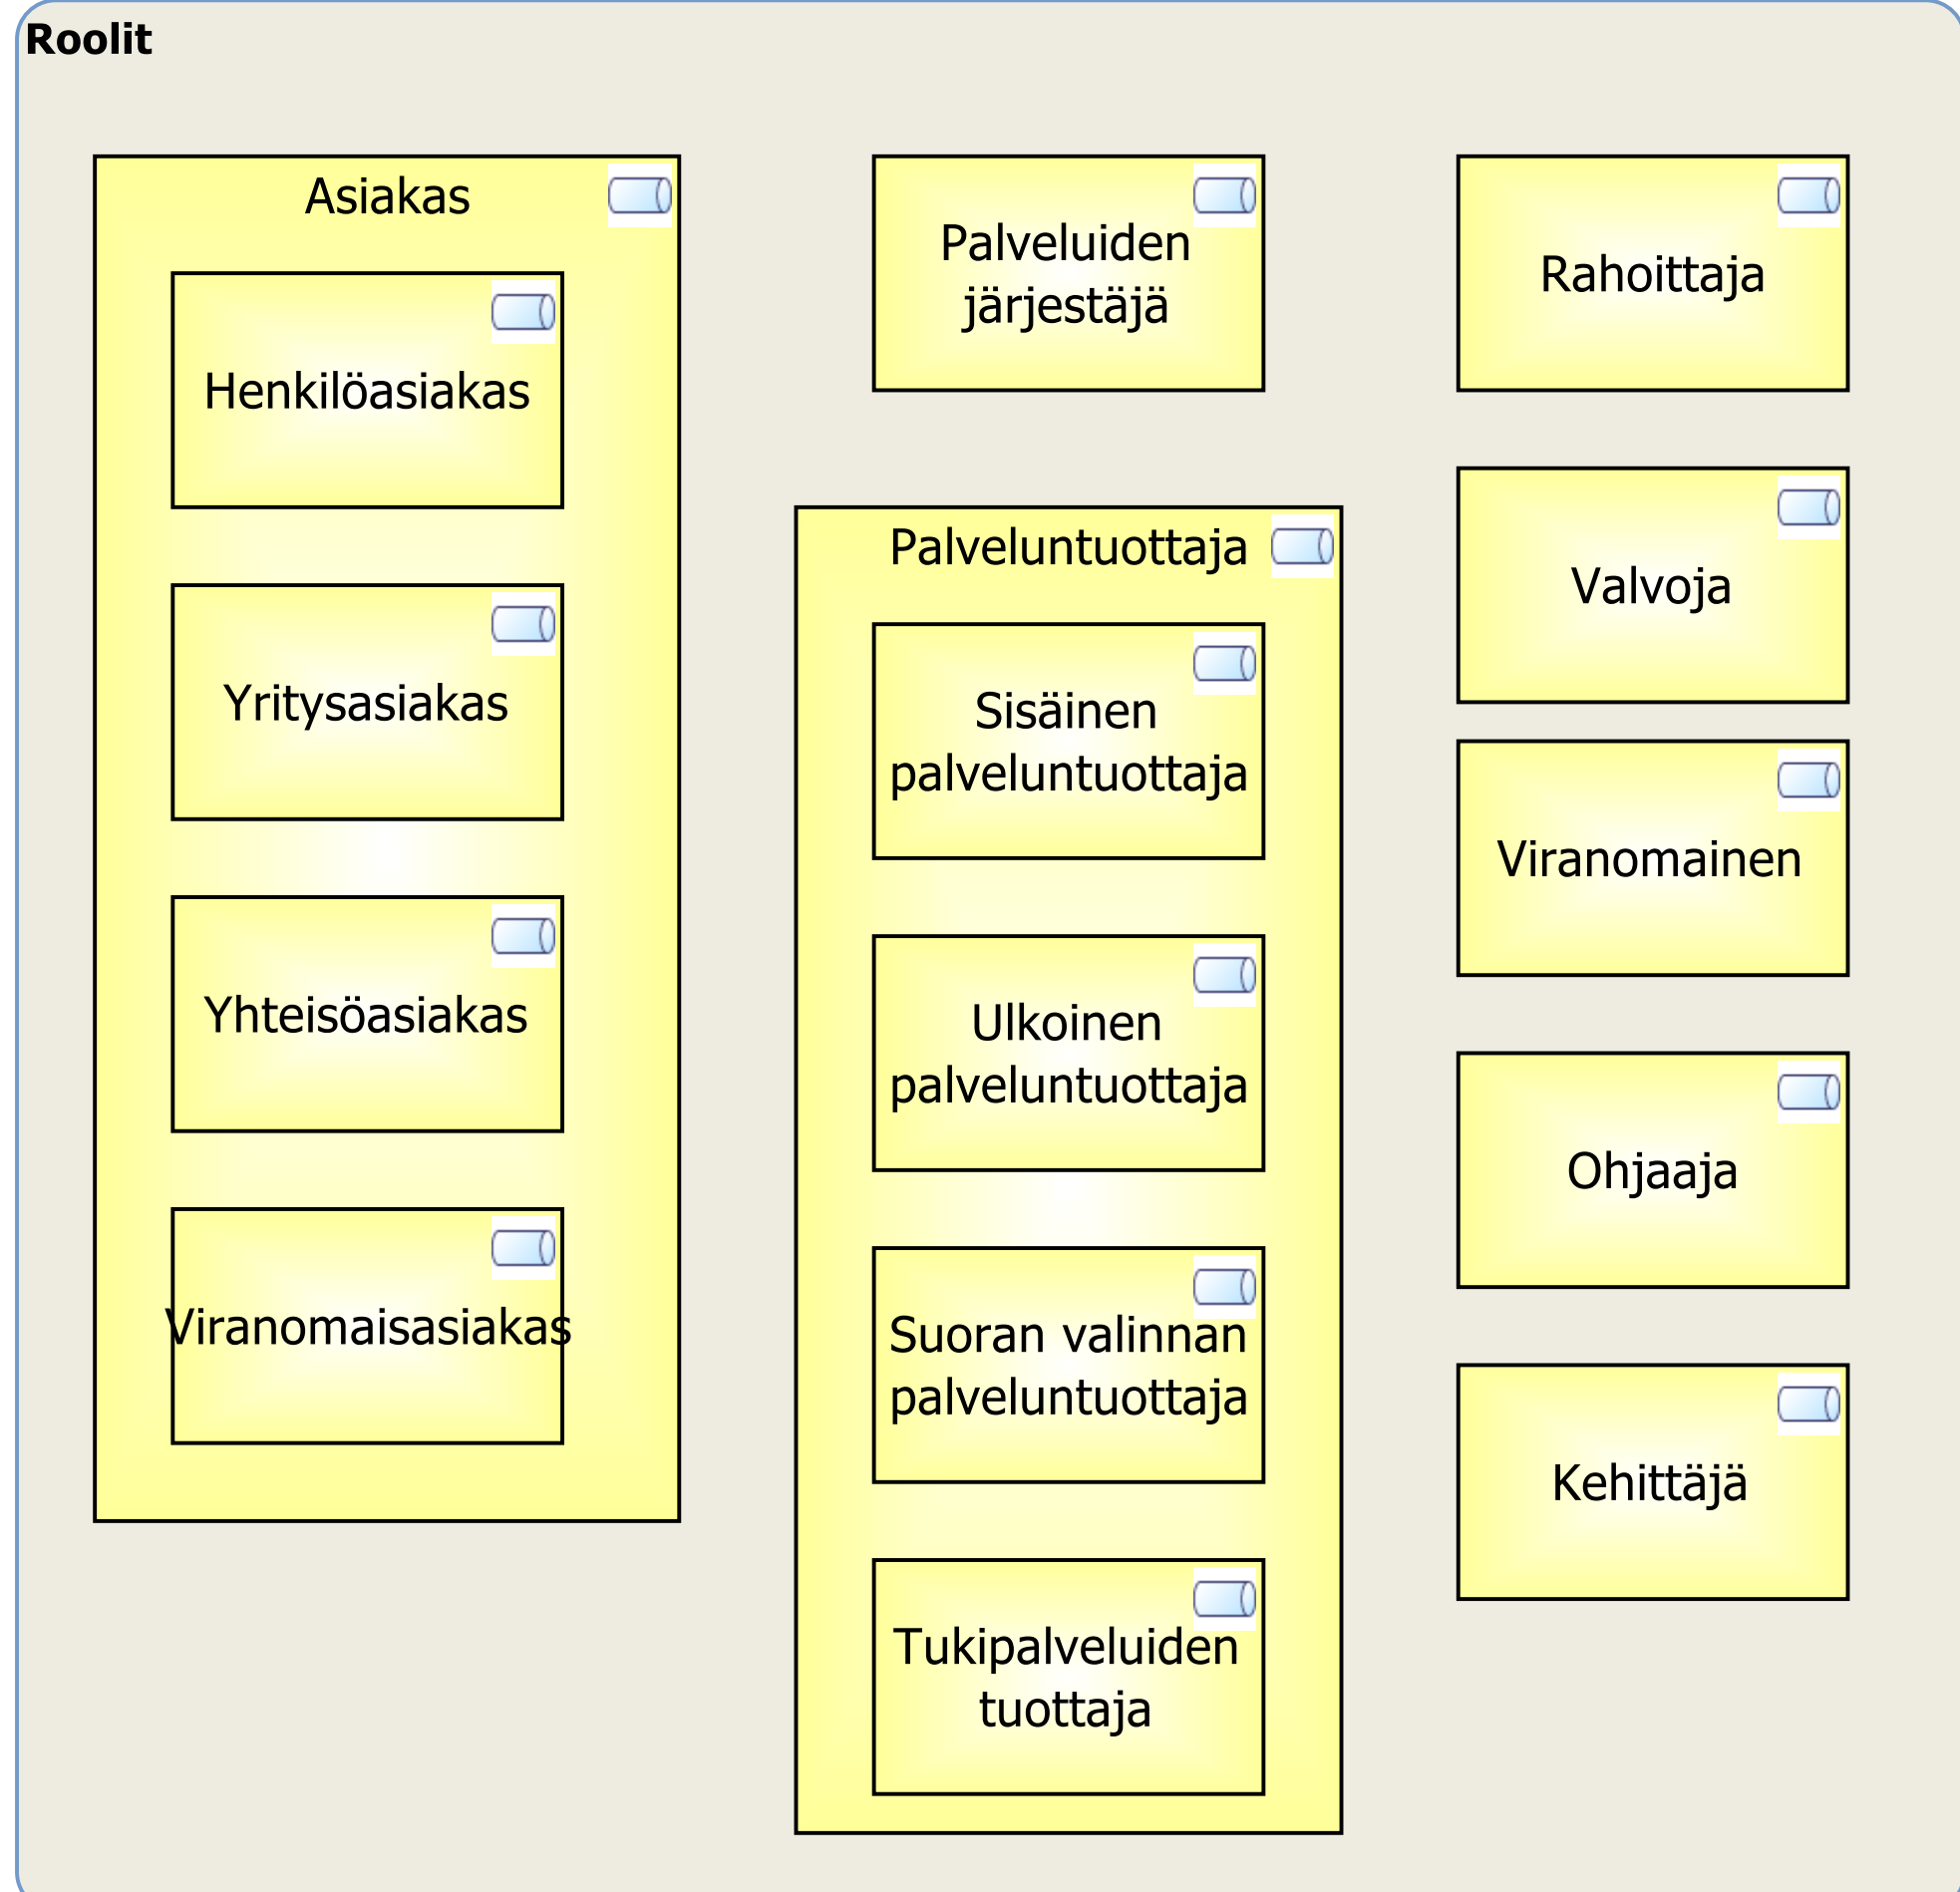 Roolit
Asiakas
Henkilöasiakas
Yritysasiakas
Yhteisöasiakas
Viranomaisasiakas
Palveluiden
järjestäjä
Palveluntuottaja
Sisäinen
palveluntuottaja
Ulkoinen
palveluntuottaja
Suoran valinnan
palveluntuottaja
Tukipalveluiden
tuottaja
Rahoittaja
Valvoja
Viranomainen
Ohjaaja
Kehittäjä